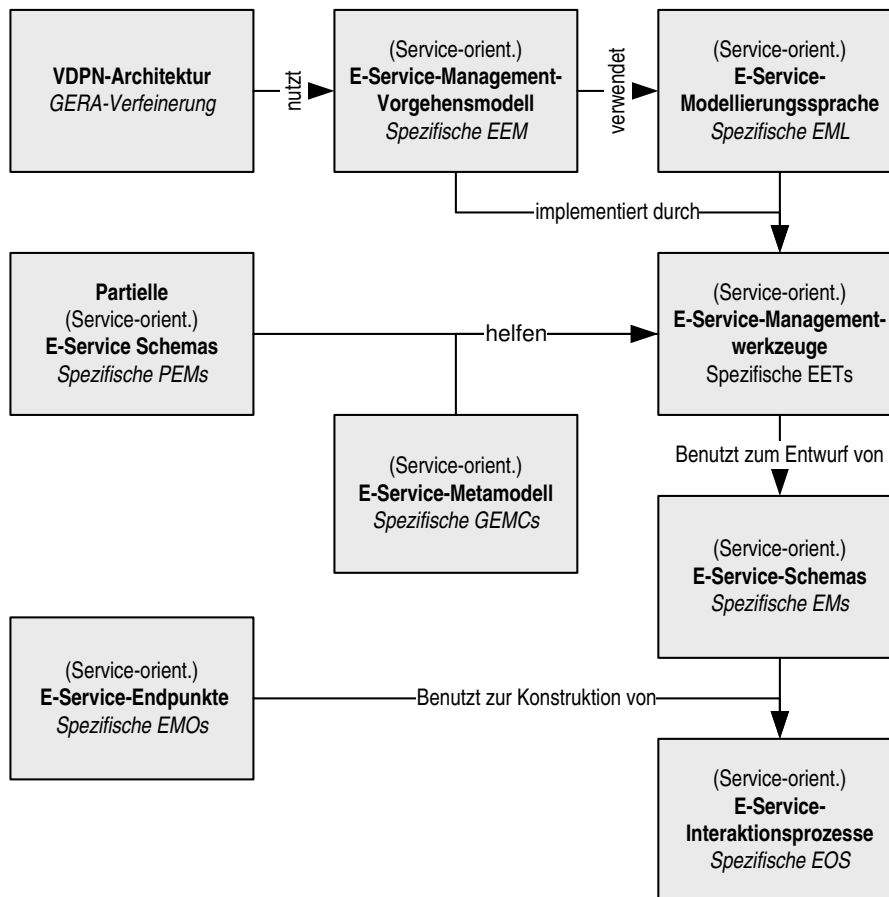 VDPN-Architektur
GERA-Verfeinerung
nutzt
(Service-orient.)
E-Service-Management-
Vorgehensmodell
Spezifische EEM
verwendet
(Service-orient.)
E-Service-
Modellierungssprache
Spezifische EML
implementiert durch
Partielle
(Service-orient.)
E-Service Schemas
Spezifische PEMs
helfen
(Service-orient.)
E-Service-Management-
werkzeuge
Spezifische EETs
(Service-orient.)
E-Service-Metamodell
Spezifische GEMCs
Benutzt zum Entwurf von
(Service-orient.)
E-Service-Schemas
Spezifische EMs
(Service-orient.)
E-Service-Endpunkte
Spezifische EMOs
Benutzt zur Konstruktion von
(Service-orient.)
E-Service-
Interaktionsprozesse
Spezifische EOS